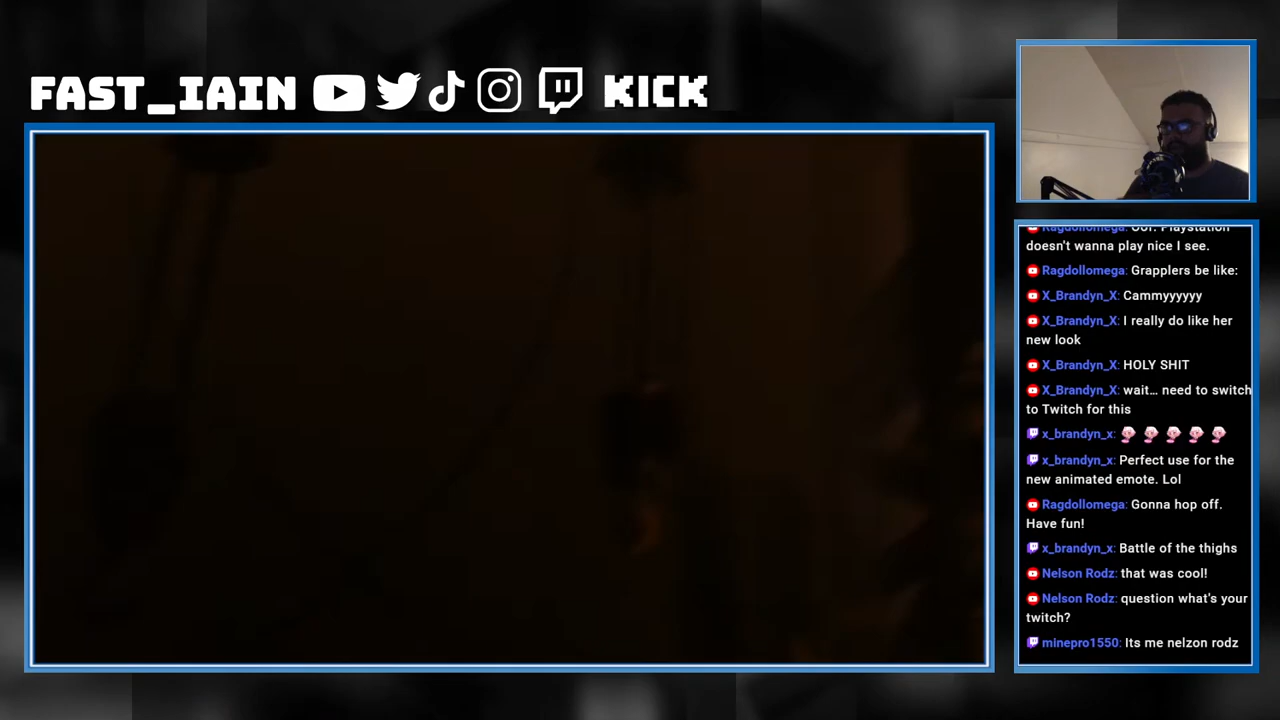 FAST_IAIN KICK
Ragdollomega: Oof. Playstation
doesn't wanna play nice I see.
Ragdollomega: Grapplers be like:
X_Brandyn_X: Cammyyyyyy
X_Brandyn_X: I really do like her
new look
X_Brandyn_X: HOLY SHIT
X_Brandyn_X: wait… need to switch
to Twitch for this
x_brandyn_x:
x_brandyn_x: Perfect use for the
new animated emote. Lol
Ragdollomega: Gonna hop off.
Have fun!
x_brandyn_x: Battle of the thighs
Nelson Rodz: that was cool!
Nelson Rodz: question what's your
twitch?
minepro1550: Its me nelzon rodz